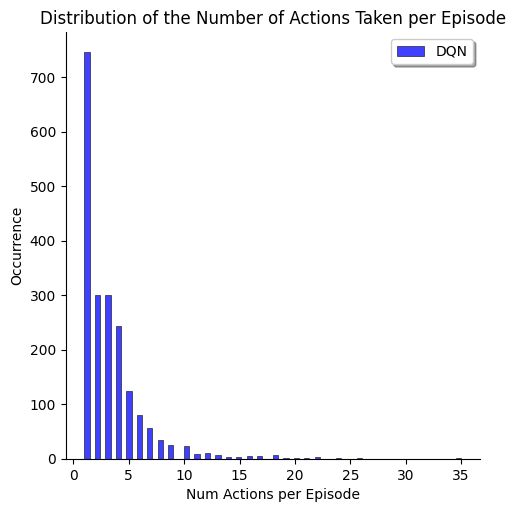 Distribution of the Number of Actions Taken per Episode
DQN
700
600
500
400
300
200
100
0
Occurrence
0 5 10 15 20 25 30 35
Num Actions per Episode